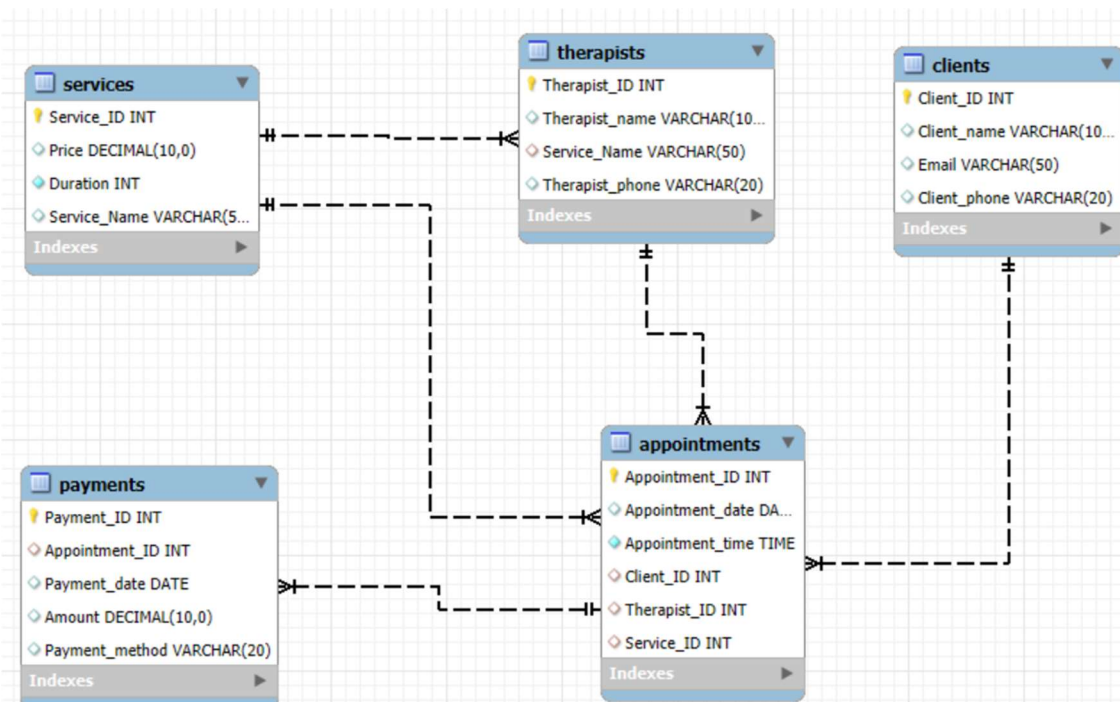 services
Service_ID INT
Price DECIMAL(10,0)
Duration INT
Service_Name VARCHAR(5...
Indexes
therapists
Therapist_ID INT
Therapist_name VARCHAR(10...
Service_Name VARCHAR(50)
Therapist_phone VARCHAR(20)
Indexes
clients
Client_ID INT
Client_name VARCHAR(10...
Email VARCHAR(50)
Client_phone VARCHAR(20)
Indexes
payments
Payment_ID INT
Appointment_ID INT
Payment_date DATE
Amount DECIMAL(10,0)
Payment_method VARCHAR(20)
Indexes
appointments
Appointment_ID INT
Appointment_date DA...
Appointment_time TIME
Client_ID INT
Therapist_ID INT
Service_ID INT
Indexes